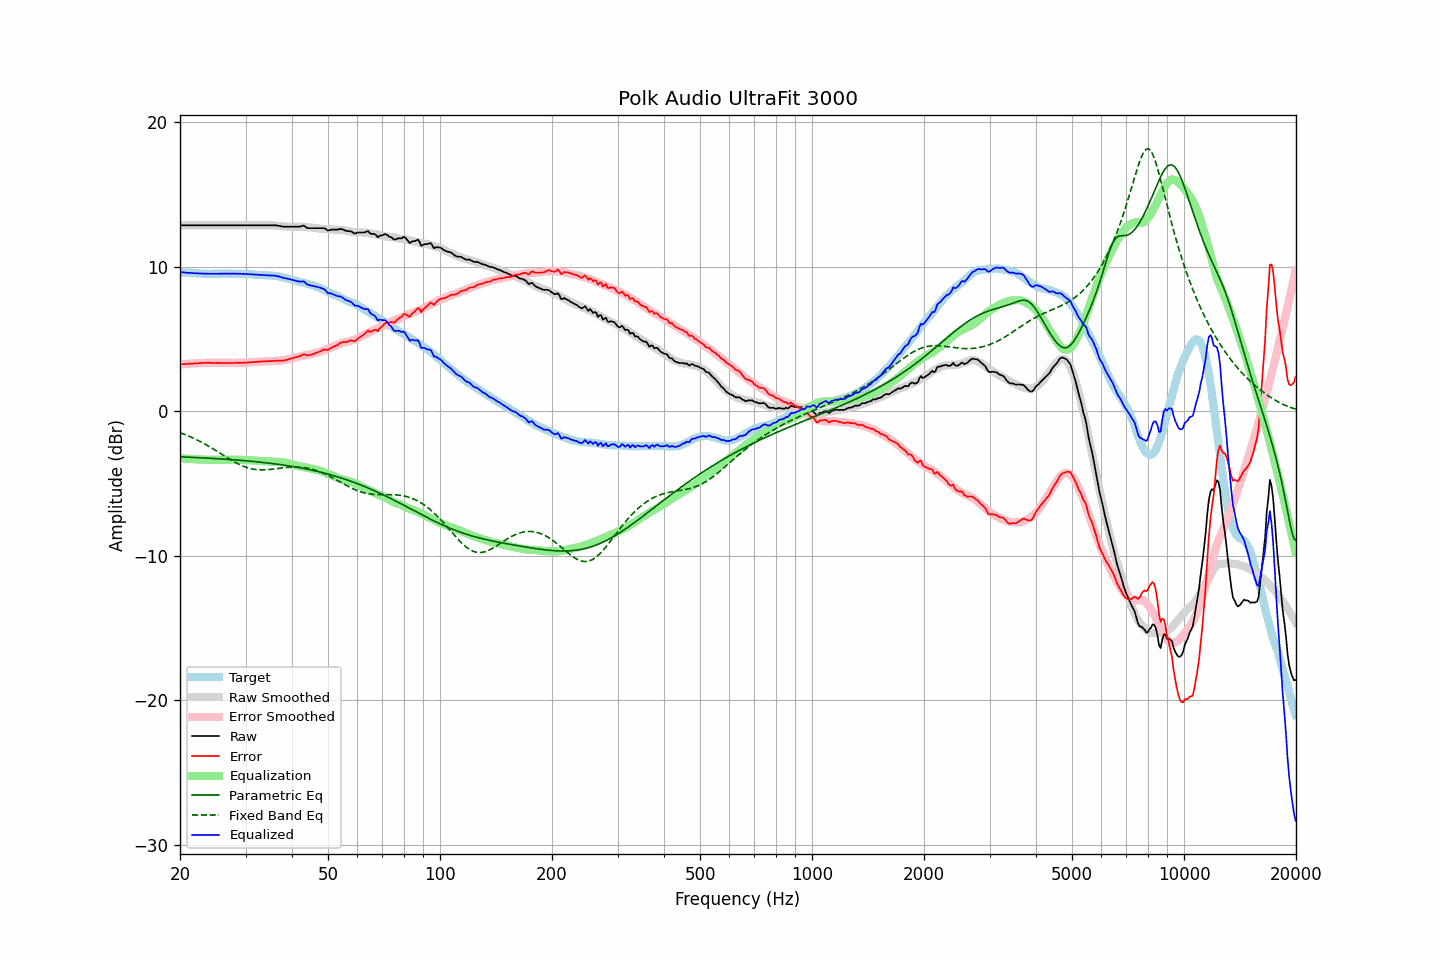 Polk Audio UltraFit 3000
20
10
0
−10
−20
−30
Amplitude (dBr)
Target
Raw Smoothed
Error Smoothed
Raw
Error
Equalization
Parametric Eq
Fixed Band Eq
Equalized
20
50
100
200
500
1000
2000
5000
10000
20000
Frequency (Hz)